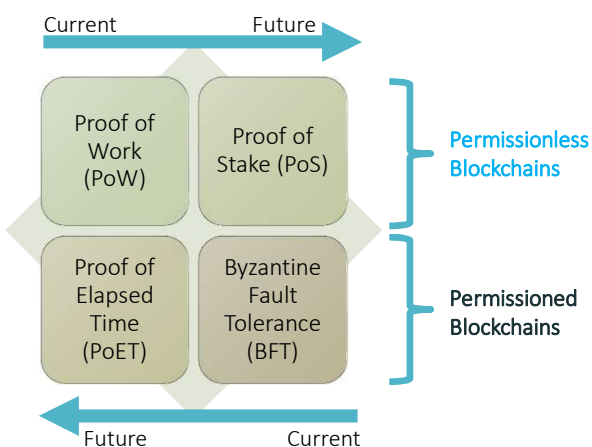 Current Future
Proof of
Work
(PoW)
Proof of
Stake (PoS)
Permissionless
Blockchains
Proof of
Elapsed
Time
(PoET)
Byzantine
Fault
Tolerance
(BFT)
Permissioned
Blockchains
Future Current